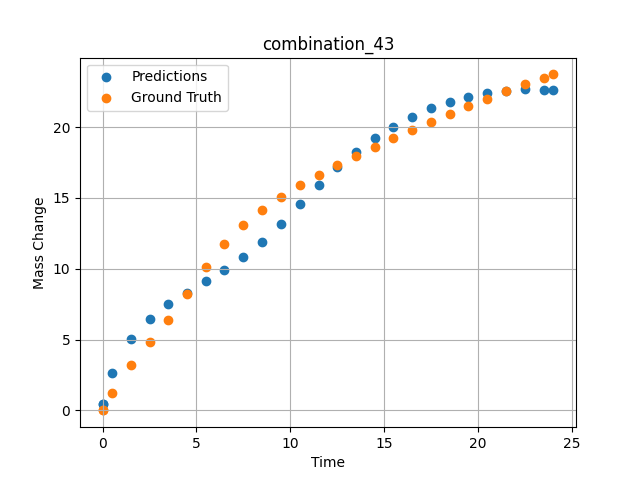 combination_43
Predictions
Ground Truth
Mass Change
20
15
10
5
0
0 5 10 15 20 25
Time